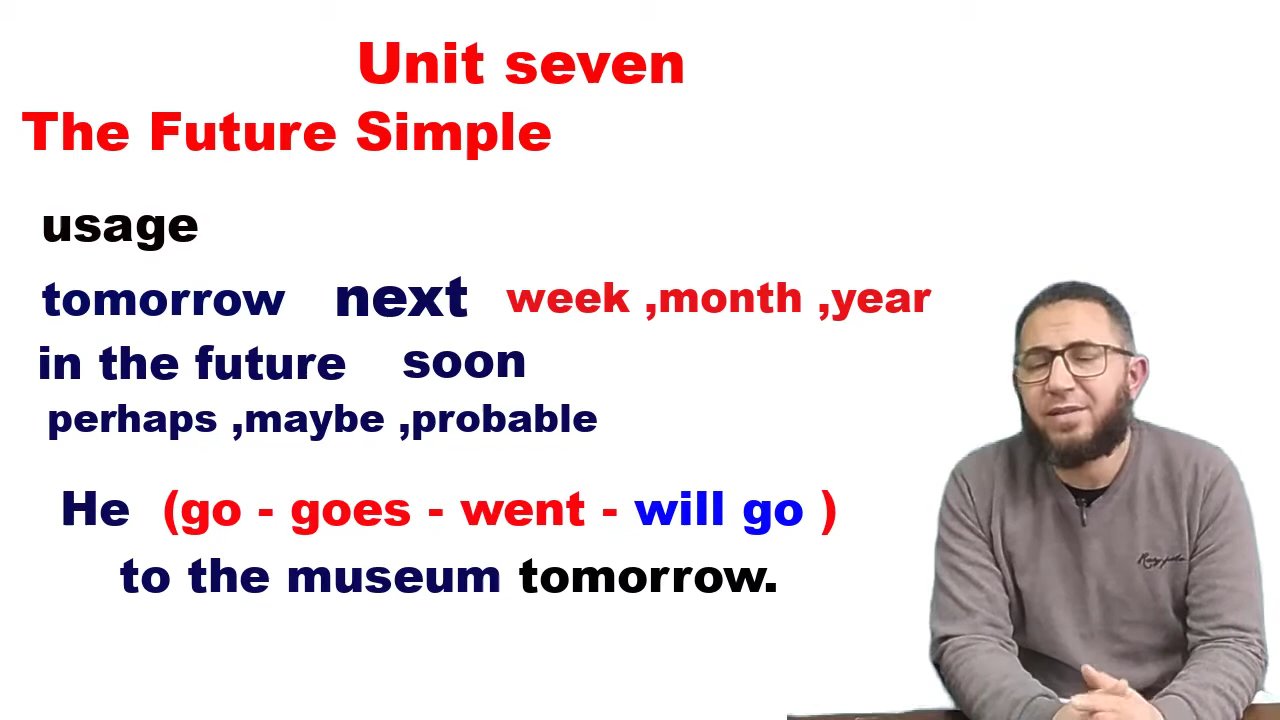 Unit seven
The Future Simple
usage
tomorrow next week ,month ,year
in the future soon
perhaps ,maybe ,probable
He (go - goes - went - will go )
to the museum tomorrow.